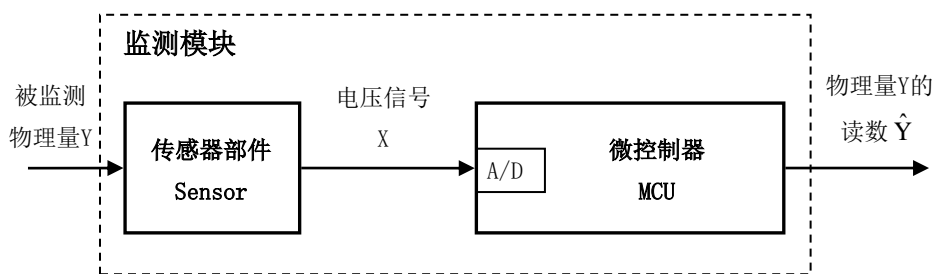 监测模块
被监测
物理量Y
传感器部件
Sensor
电压信号
X
A/D
微控制器
MCU
物理量Y的
读数 Ŷ